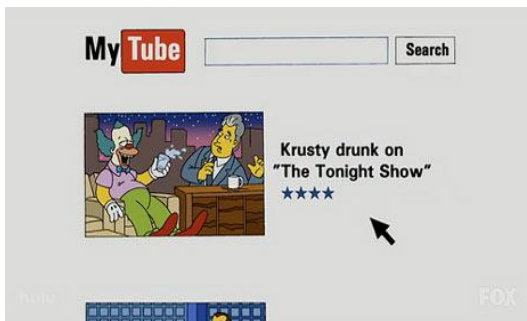 My Tube
Search
Krusty drunk on
"The Tonight Show"
hulu
FOX